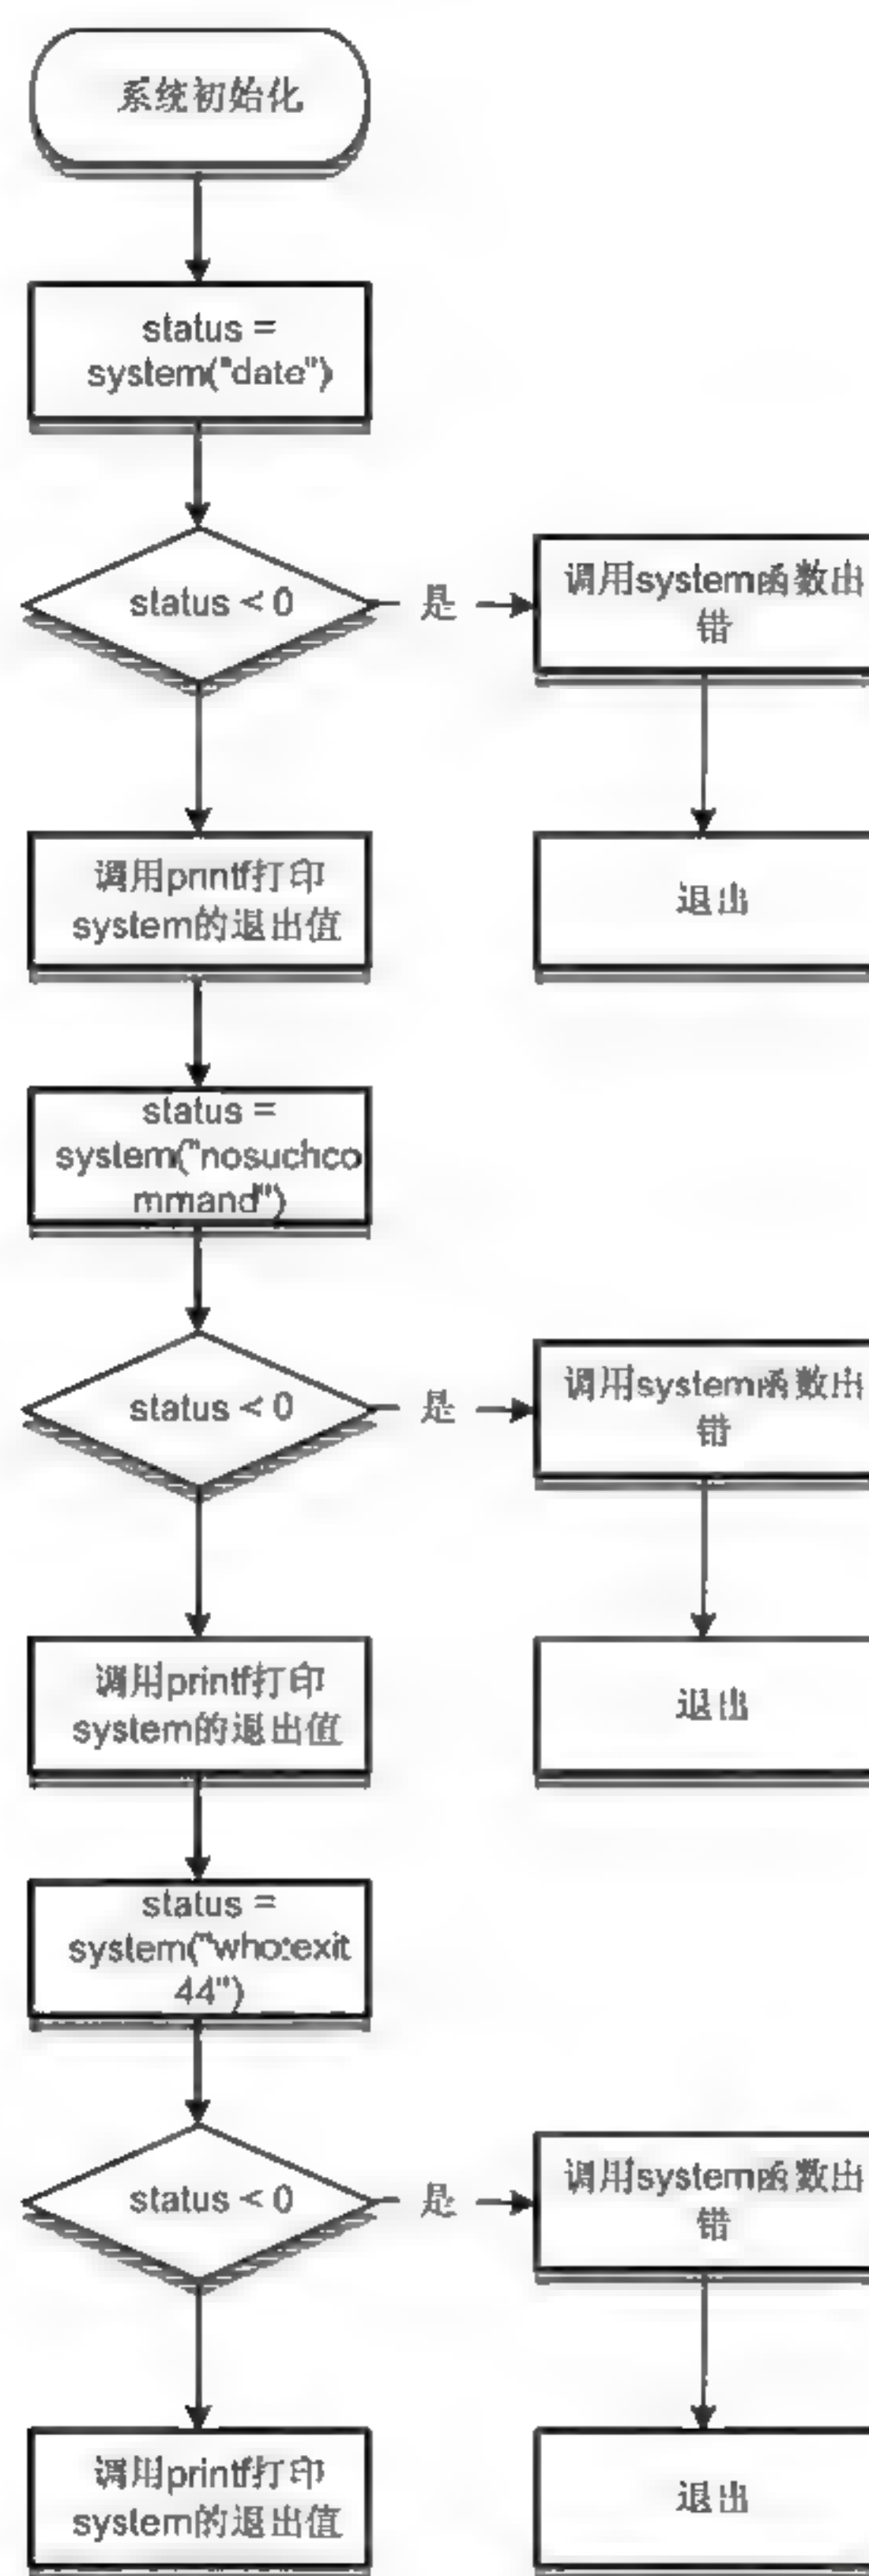 系统初始化
status =
system("date")
status < 0
是
调用system函数出
错
调用printf打印
system的退出值
退出
status =
system("nosuchco
mmand")
status < 0
是
调用system函数出
错
调用printf打印
system的退出值
退出
status =
system("who:exit
44")
status < 0
是
调用system函数出
错
调用printf打印
system的退出值
退出